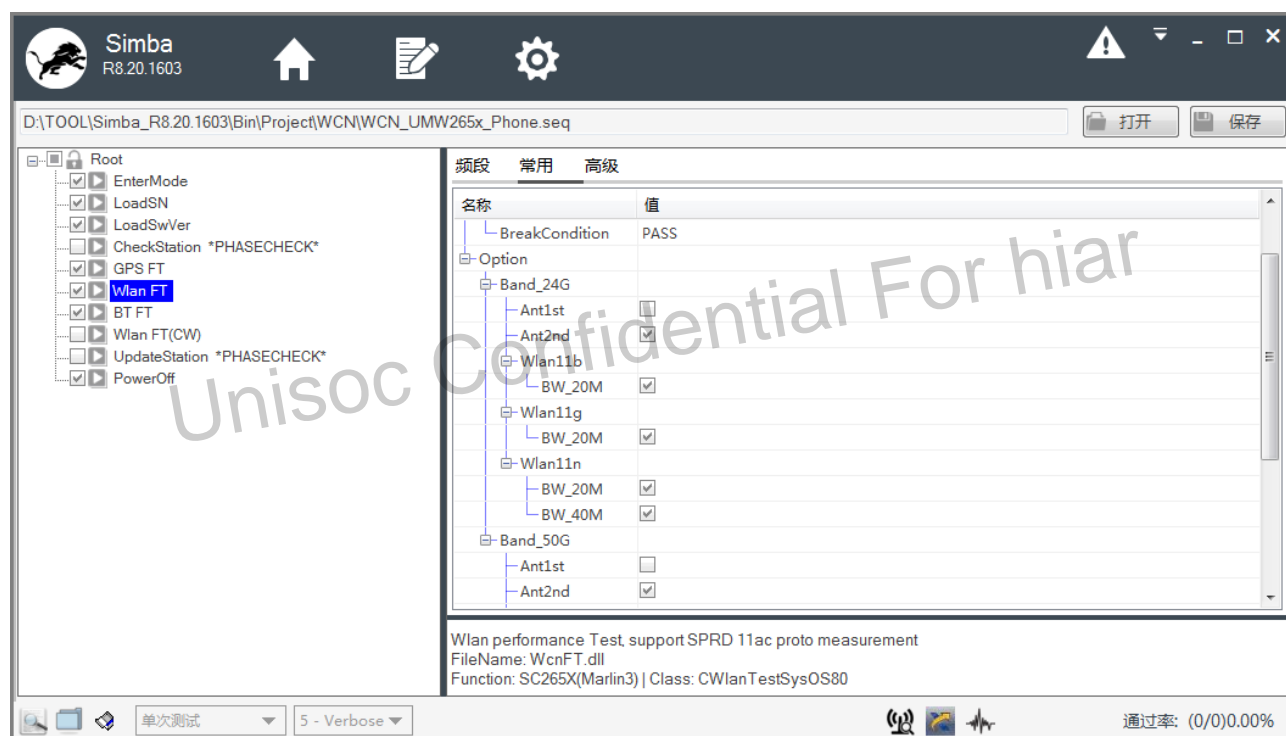 Simba
R8.20.1603
D:\TOOL\Simba_R8.20.1603\Bin\Project\WCN\WCN_UMW265x_Phone.seq
打开
保存
Root
EnterMode
LoadSN
LoadSwVer
CheckStation *PHASECHECK*
GPS FT
Wlan FT
BT FT
Wlan FT(CW)
UpdateStation *PHASECHECK*
PowerOff
频段 常用 高级
名称 值
BreakCondition PASS
Option
Band_24G
Ant1st
Ant2nd
Wlan11b
BW_20M
Wlan11g
BW_20M
Wlan11n
BW_20M
BW_40M
Band_50G
Ant1st
Ant2nd
Unisoc Confidential For hiar
Wlan performance Test, support SPRD 11ac proto measurement
FileName: WcnFT.dll
Function: SC265X(Marlin3) | Class: CWlanTestSysOS80
单次测试
5 - Verbose
通过率: (0/0)0.00%